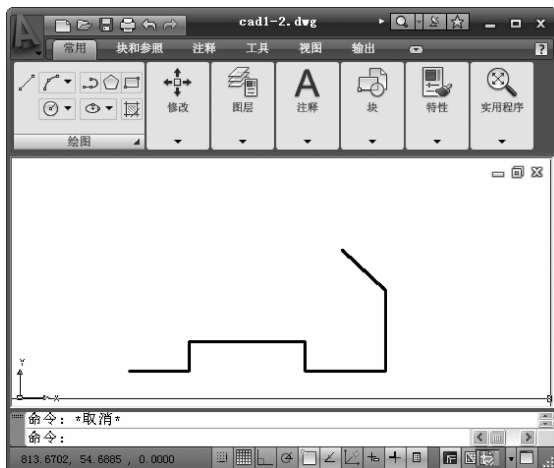 cad1-2.dwg
常用 块和参照 注释 工具 视图 输出
修改 图层 注释 块 特性 实用程序
绘图
Y
X
命令: *取消*
命令:
813.6702, 54.6885 , 0.0000